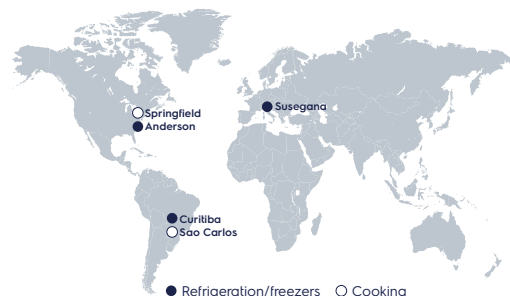 Springfield
Anderson
Susegana
Curitiba
Sao Carlos
Refrigeration/freezers Cooking